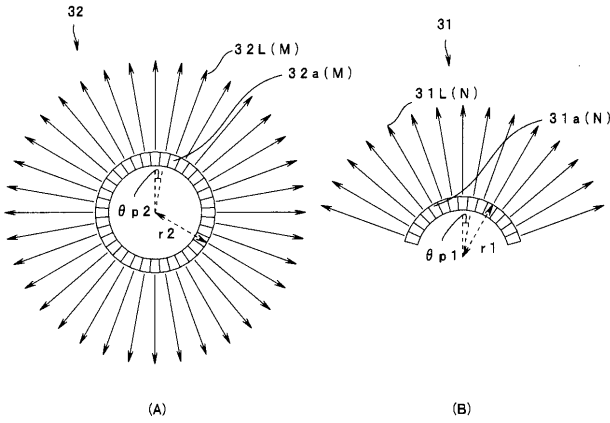 32
32L(M)
32a(M)
θp2
r2
(A)
31
31L(N)
31a(N)
θp1
r1
(B)